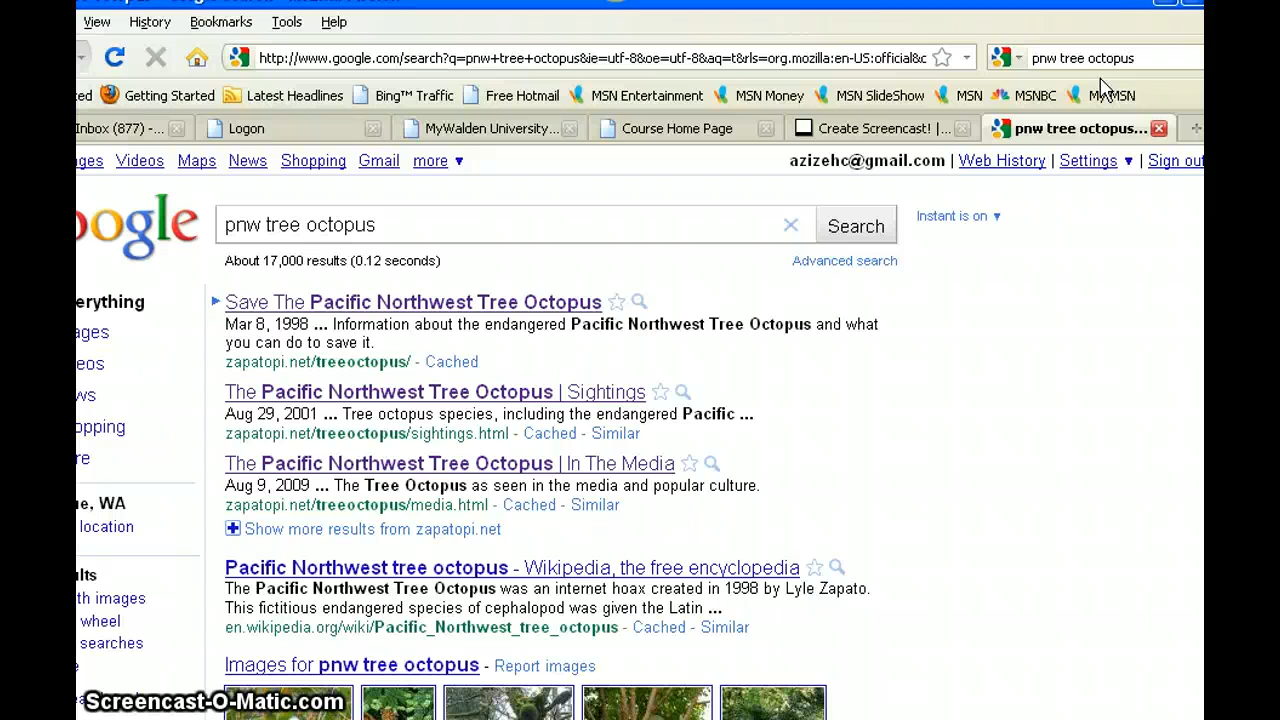 View History Bookmarks Tools Help
http://www.google.com/search?q=pnw+tree+octopus&ie=utf-8&oe=utf-8&aq=t&rls=org.mozilla:en-US:official&c pnw tree octopus
ed Getting Started Latest Headlines Bing™ Traffic Free Hotmail MSN Entertainment MSN Money MSN SlideShow MSN MSNBC MSN
Inbox (877) -... Logon MyWalden University... Course Home Page Create Screencast! |... pnw tree octopus...
ages Videos Maps News Shopping Gmail more ▼ azizehc@gmail.com | Web History | Settings ▼ | Sign out
oogle pnw tree octopus Search Instant is on ▼
About 17,000 results (0.12 seconds) Advanced search
erything
ages
eos
ws
opping
re
e, WA
location
ults
th images
wheel
searches
Save The Pacific Northwest Tree Octopus
Mar 8, 1998 ... Information about the endangered Pacific Northwest Tree Octopus and what
you can do to save it.
zapatopi.net/treeoctopus/ - Cached
The Pacific Northwest Tree Octopus | Sightings
Aug 29, 2001 ... Tree octopus species, including the endangered Pacific ...
zapatopi.net/treeoctopus/sightings.html - Cached - Similar
The Pacific Northwest Tree Octopus | In The Media
Aug 9, 2009 ... The Tree Octopus as seen in the media and popular culture.
zapatopi.net/treeoctopus/media.html - Cached - Similar
Show more results from zapatopi.net
Pacific Northwest tree octopus - Wikipedia, the free encyclopedia
The Pacific Northwest Tree Octopus was an internet hoax created in 1998 by Lyle Zapato.
This fictitious endangered species of cephalopod was given the Latin ...
en.wikipedia.org/wiki/Pacific_Northwest_tree_octopus - Cached - Similar
Images for pnw tree octopus - Report images
Screencast-O-Matic.com